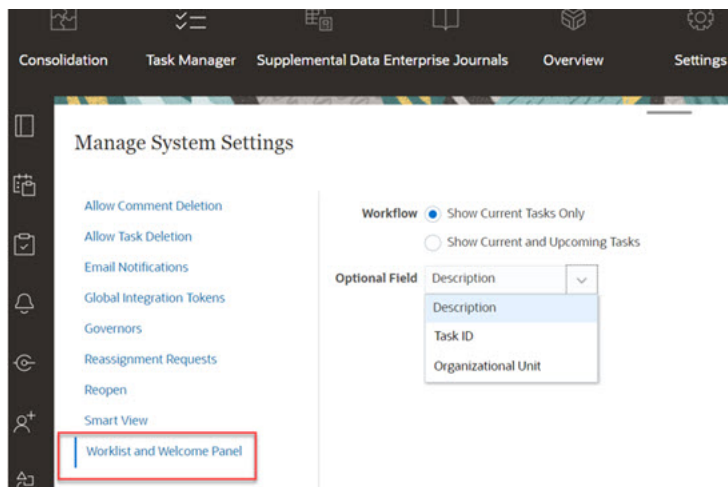 Consolidation Task Manager Supplemental Data Enterprise Journals Overview Settings
Manage System Settings
Allow Comment Deletion
Allow Task Deletion
Email Notifications
Global Integration Tokens
Governors
Reassignment Requests
Reopen
Smart View
Worklist and Welcome Panel
Workflow Show Current Tasks Only
Show Current and Upcoming Tasks
Optional Field Description
Description
Task ID
Organizational Unit